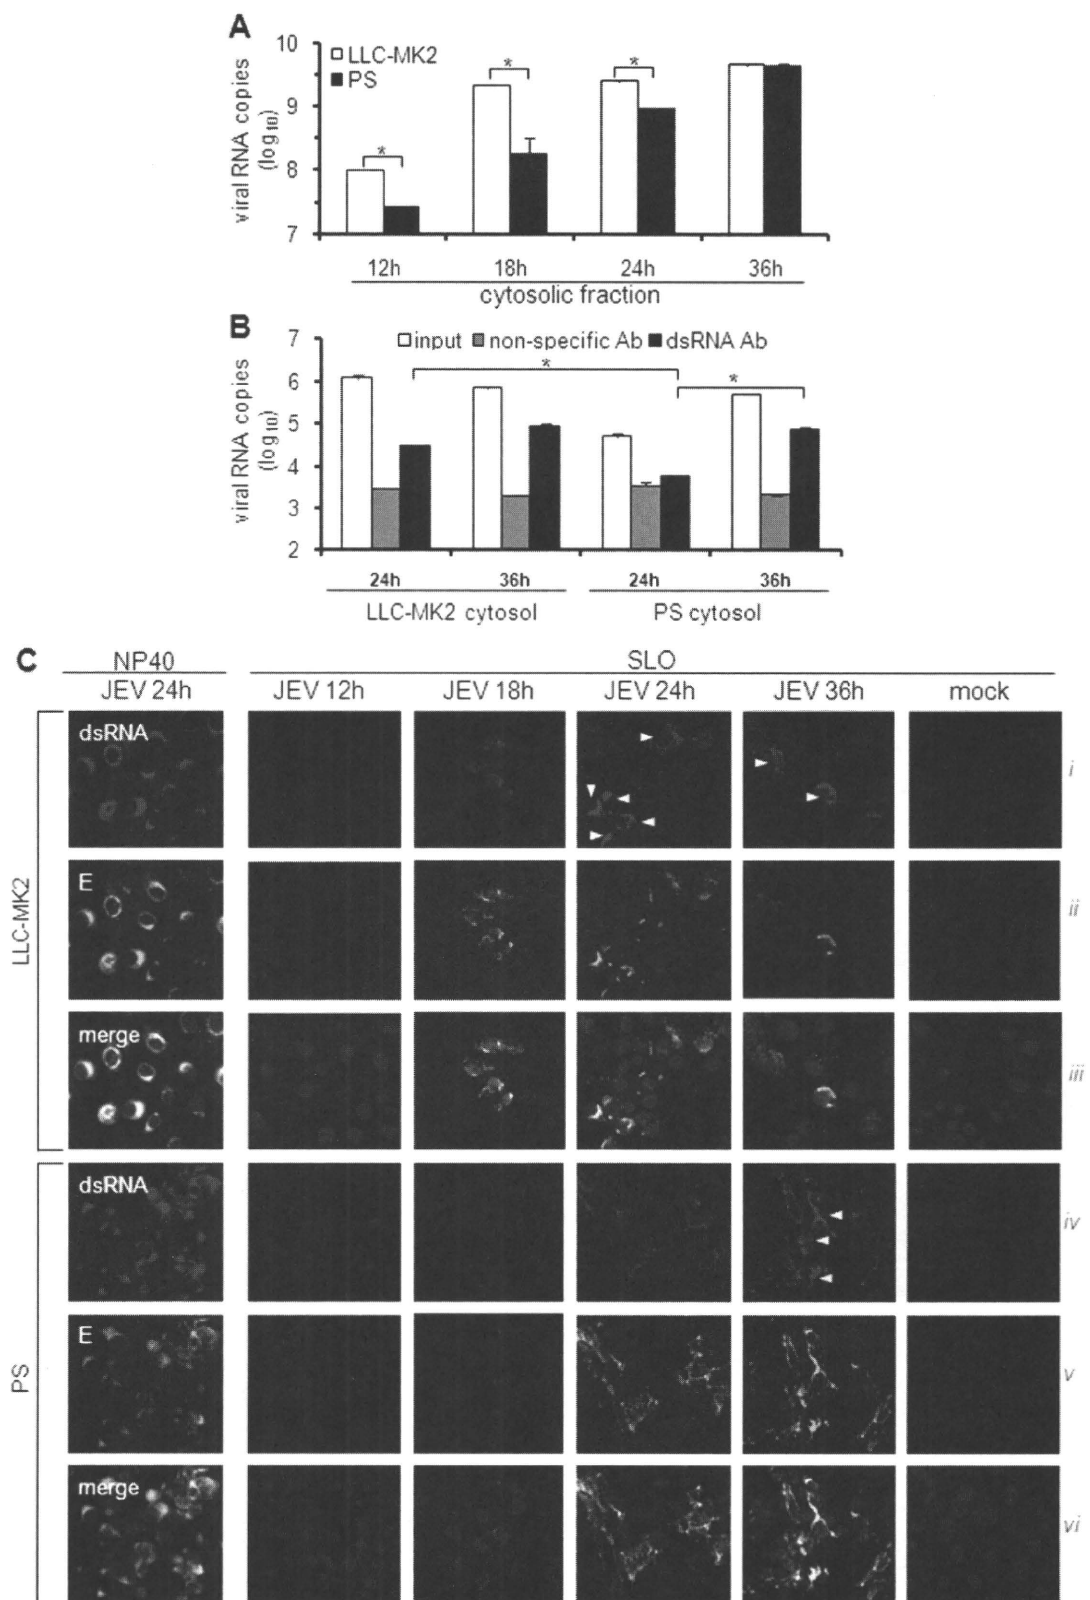 A
viral RNA copies
(log10)
10
9
8
7
LLC-MK2
PS
*
*
*
12h 18h 24h 36h
cytosolic fraction
B
viral RNA copies
(log10)
7
6
5
4
3
2
input non-specific Ab dsRNA Ab
*
*
24h 36h 24h 36h
LLC-MK2 cytosol PS cytosol
C
NP40 SLO
JEV 24h JEV 12h JEV 18h JEV 24h JEV 36h mock
LLC-MK2
dsRNA
i
E
ii
merge
iii
PS
dsRNA
iv
E
v
merge
vi